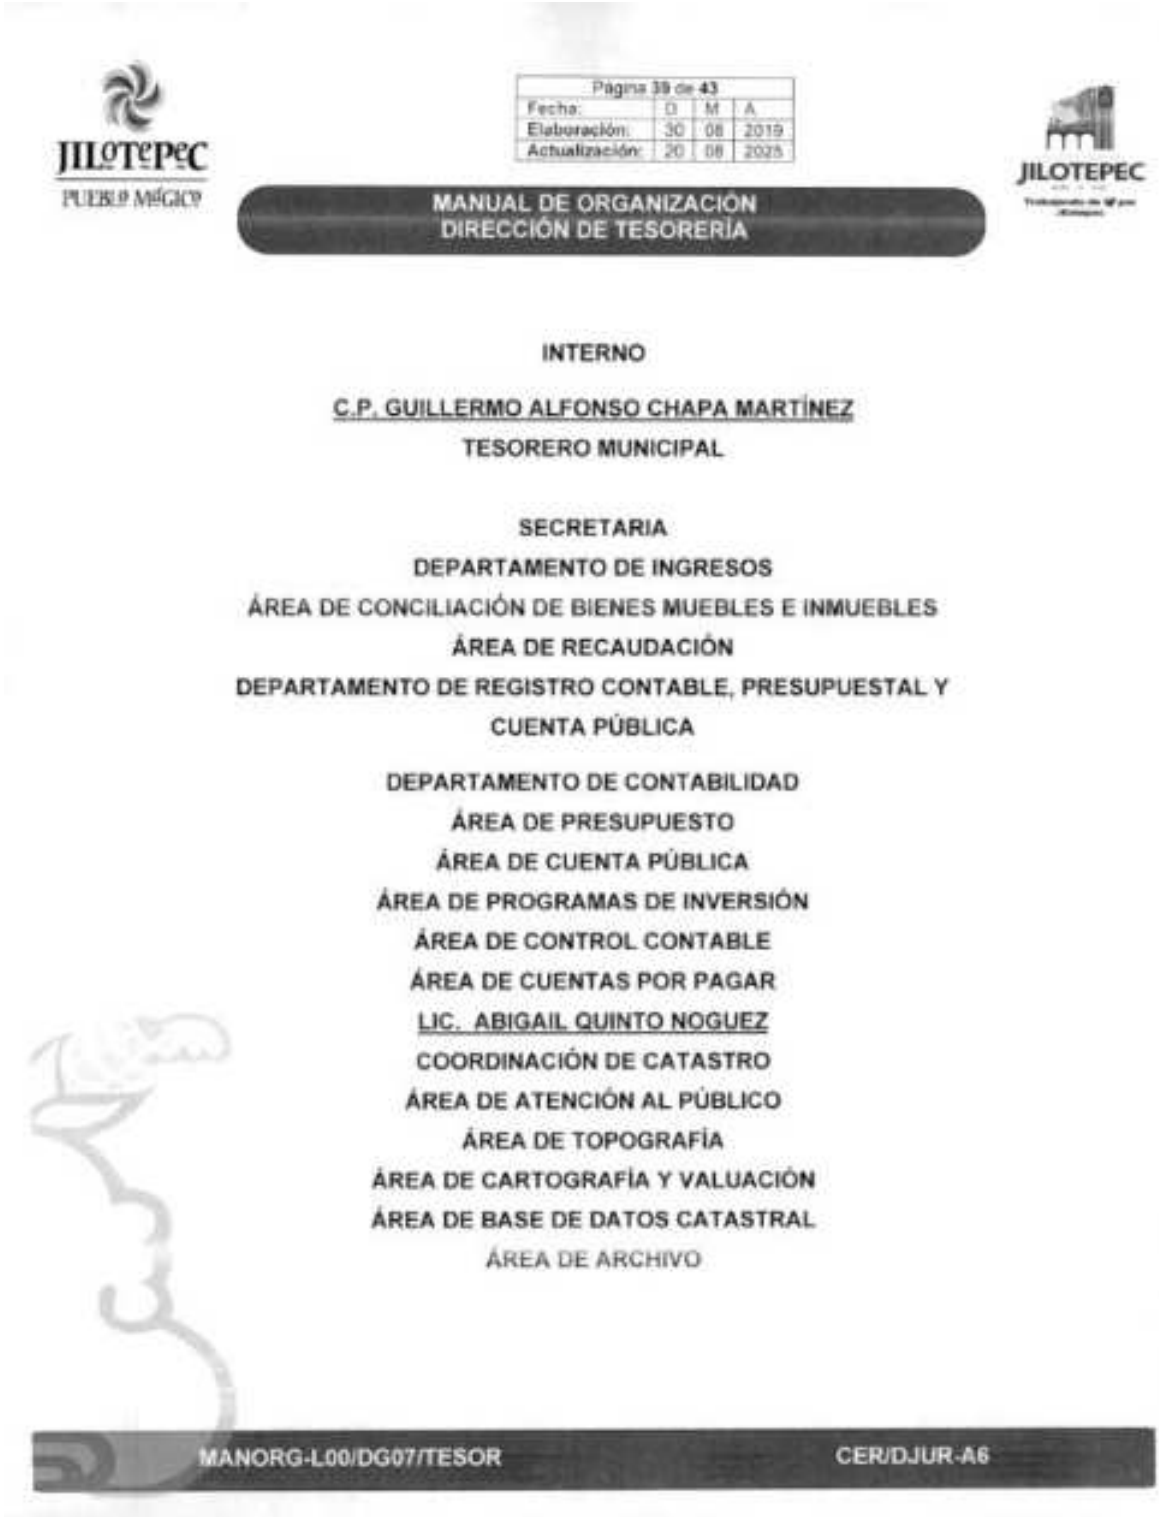 JILOTEPEC
PUEBLO MÁGICO
Página 39 de 43
Fecha: D M A
Elaboración: 30 08 2019
Actualización: 20 08 2025
JILOTEPEC
Trabajando de por
Jilotepec
MANUAL DE ORGANIZACIÓN
DIRECCIÓN DE TESORERÍA
INTERNO
C.P. GUILLERMO ALFONSO CHAPA MARTÍNEZ
TESORERO MUNICIPAL
SECRETARIA
DEPARTAMENTO DE INGRESOS
ÁREA DE CONCILIACIÓN DE BIENES MUEBLES E INMUEBLES
ÁREA DE RECAUDACIÓN
DEPARTAMENTO DE REGISTRO CONTABLE, PRESUPUESTAL Y
CUENTA PÚBLICA
DEPARTAMENTO DE CONTABILIDAD
ÁREA DE PRESUPUESTO
ÁREA DE CUENTA PÚBLICA
ÁREA DE PROGRAMAS DE INVERSIÓN
ÁREA DE CONTROL CONTABLE
ÁREA DE CUENTAS POR PAGAR
LIC. ABIGAIL QUINTO NOGUEZ
COORDINACIÓN DE CATASTRO
ÁREA DE ATENCIÓN AL PÚBLICO
ÁREA DE TOPOGRAFÍA
ÁREA DE CARTOGRAFÍA Y VALUACIÓN
ÁREA DE BASE DE DATOS CATASTRAL
ÁREA DE ARCHIVO
MANORG-L00/DG07/TESOR
CER/DJUR-A6